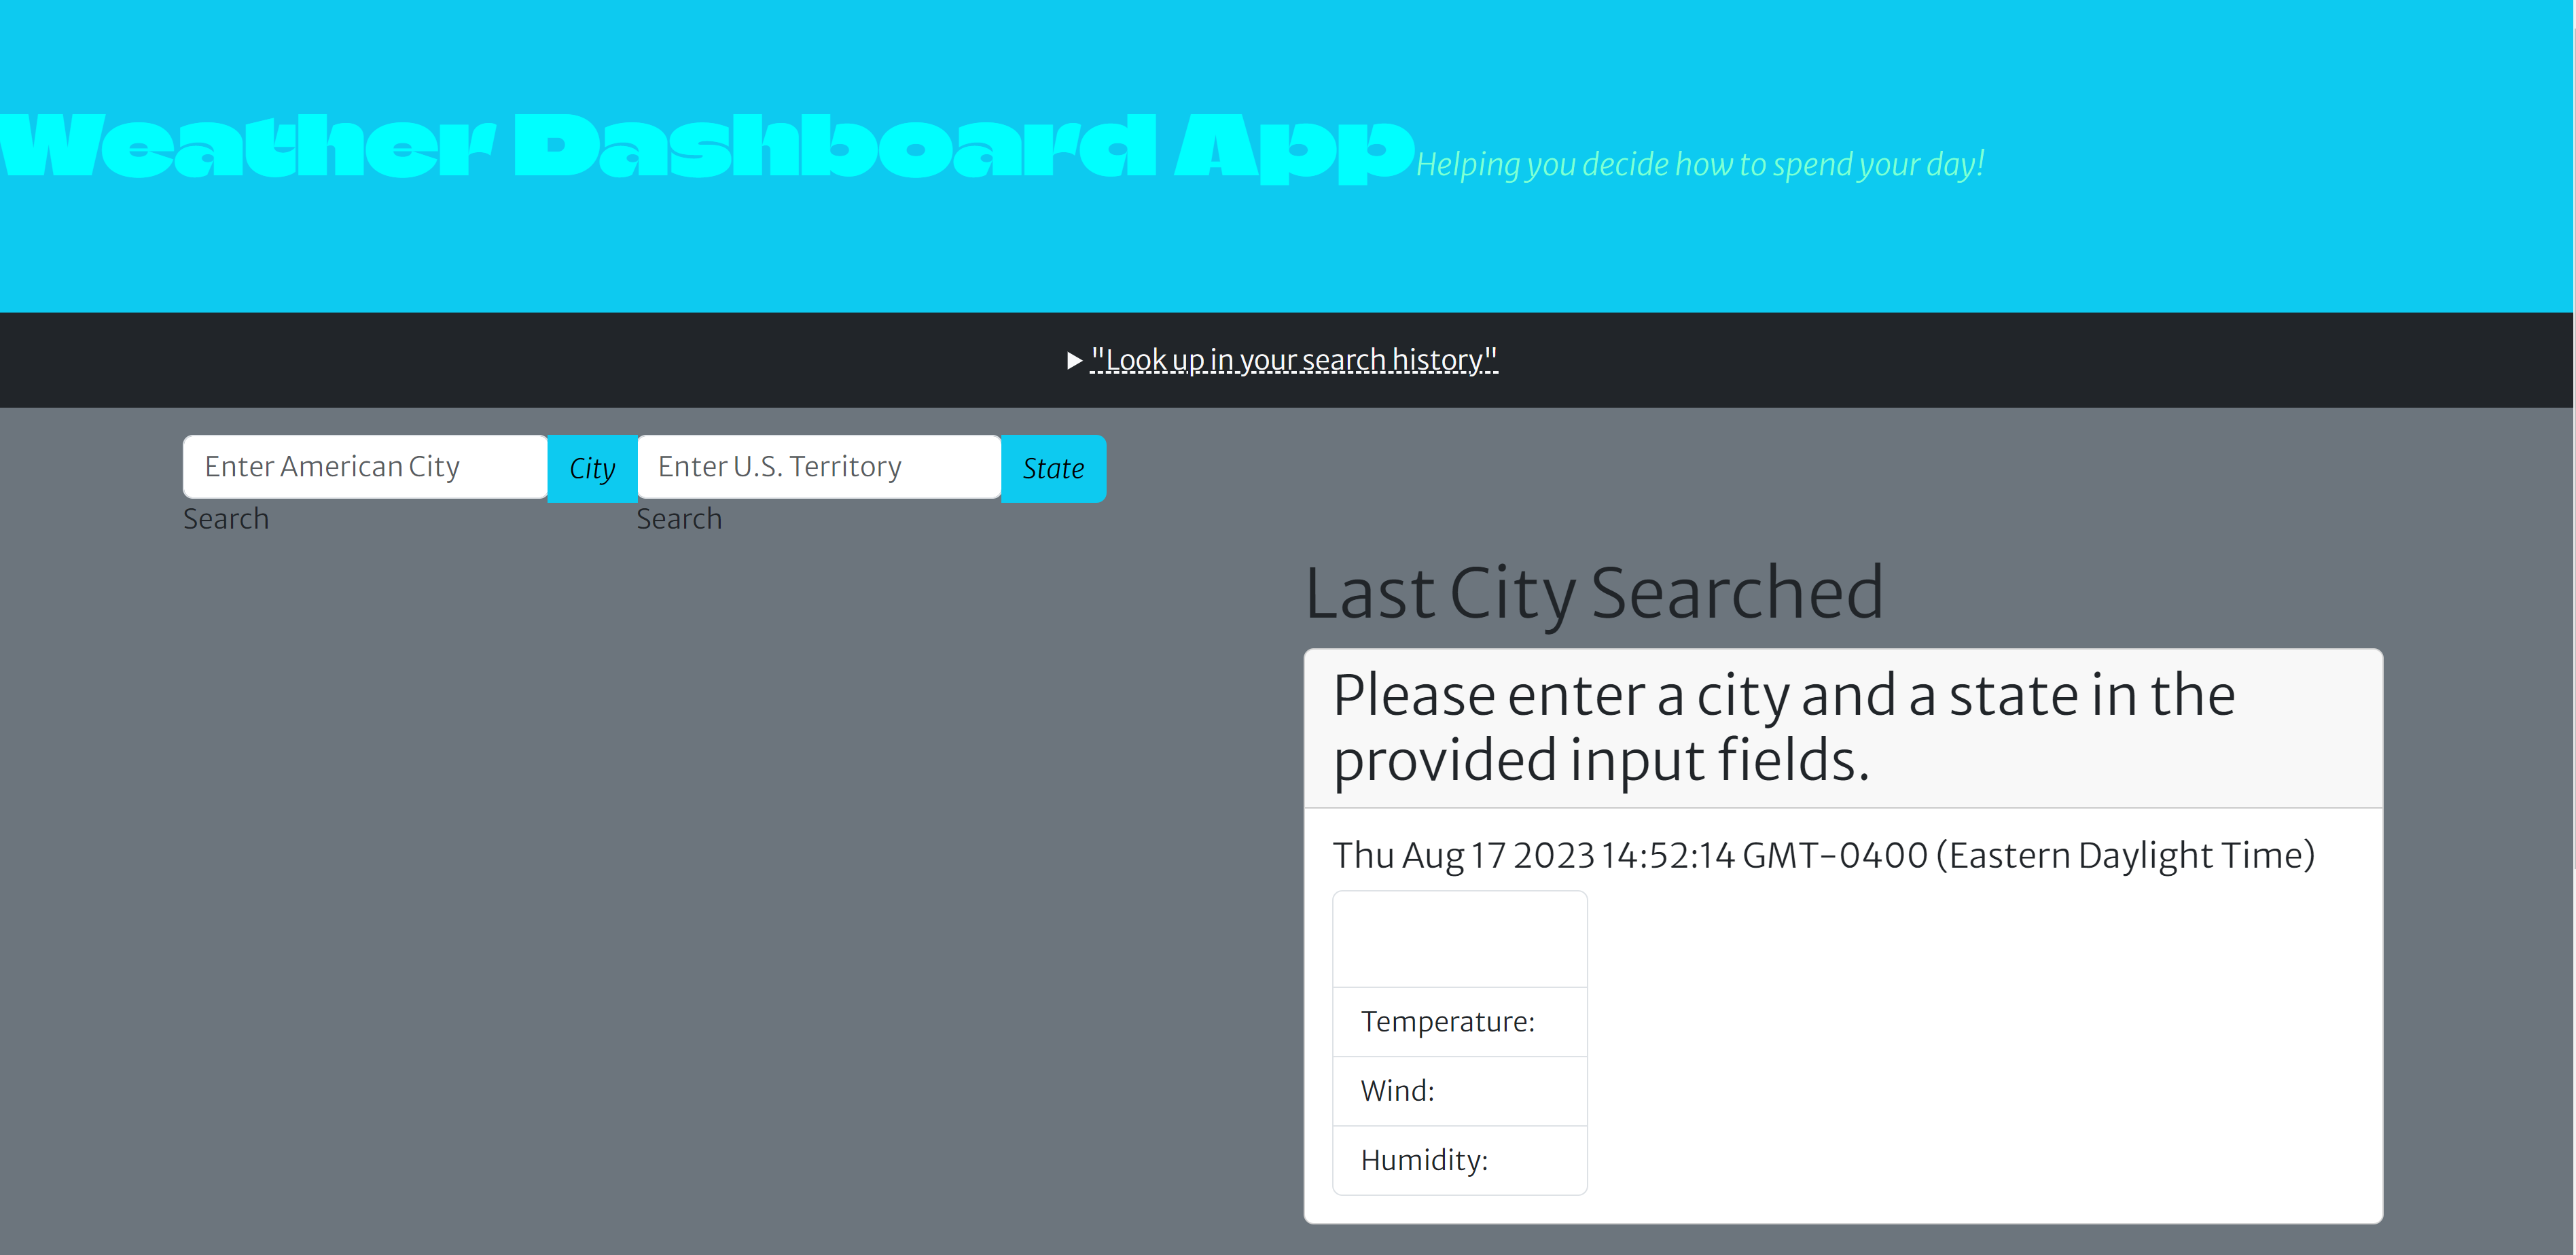 Weather Dashboard App Helping you decide how to spend your day!
"Look up in your search history"
Enter American City City Enter U.S. Territory State
Search Search
Last City Searched
Please enter a city and a state in the
provided input fields.
Thu Aug 17 2023 14:52:14 GMT-0400 (Eastern Daylight Time)
Temperature:
Wind:
Humidity: